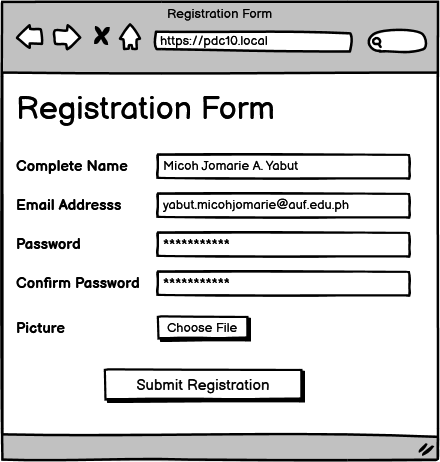 Registration Form
https://pdc10.local
Registration Form
Complete Name
Micoh Jomarie A. Yabut
Email Addresss
yabut.micohjomarie@auf.edu.ph
Password
***********
Confirm Password
***********
Picture
Choose File
Submit Registration